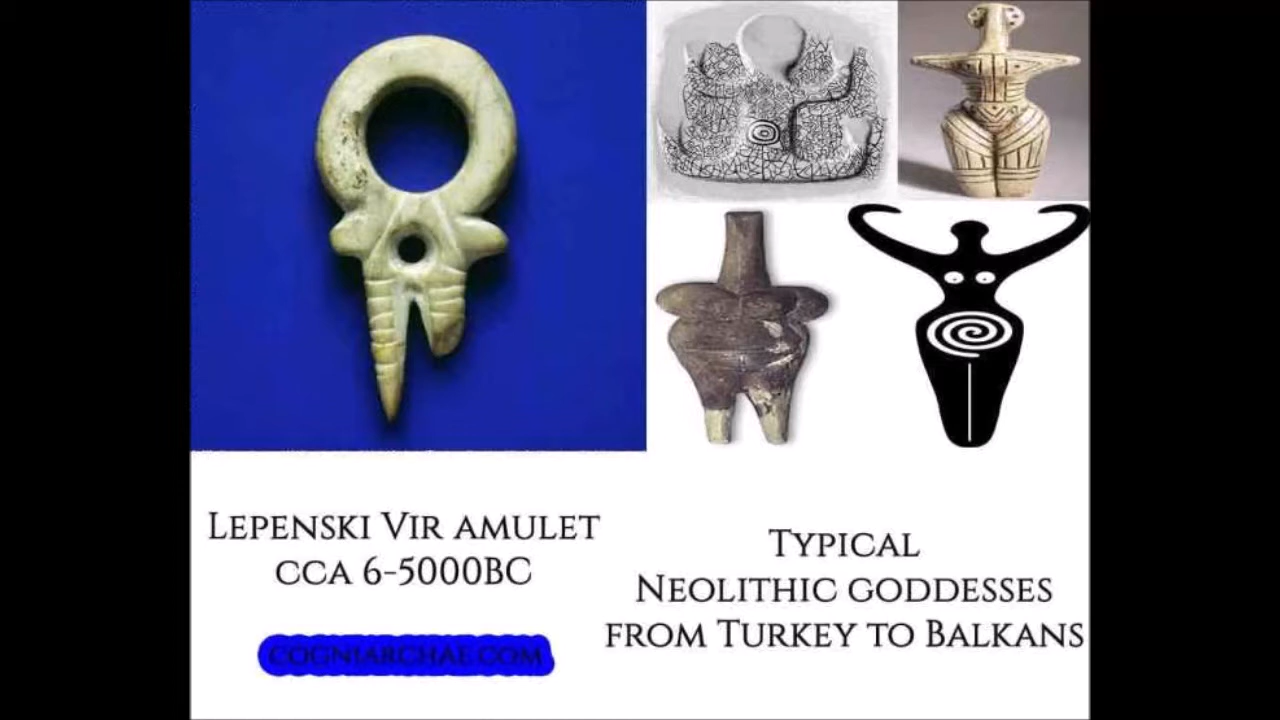 Lepenski Vir amulet
cca 6-5000BC
cogniarchae.com
Typical
Neolithic goddesses
from Turkey to Balkans